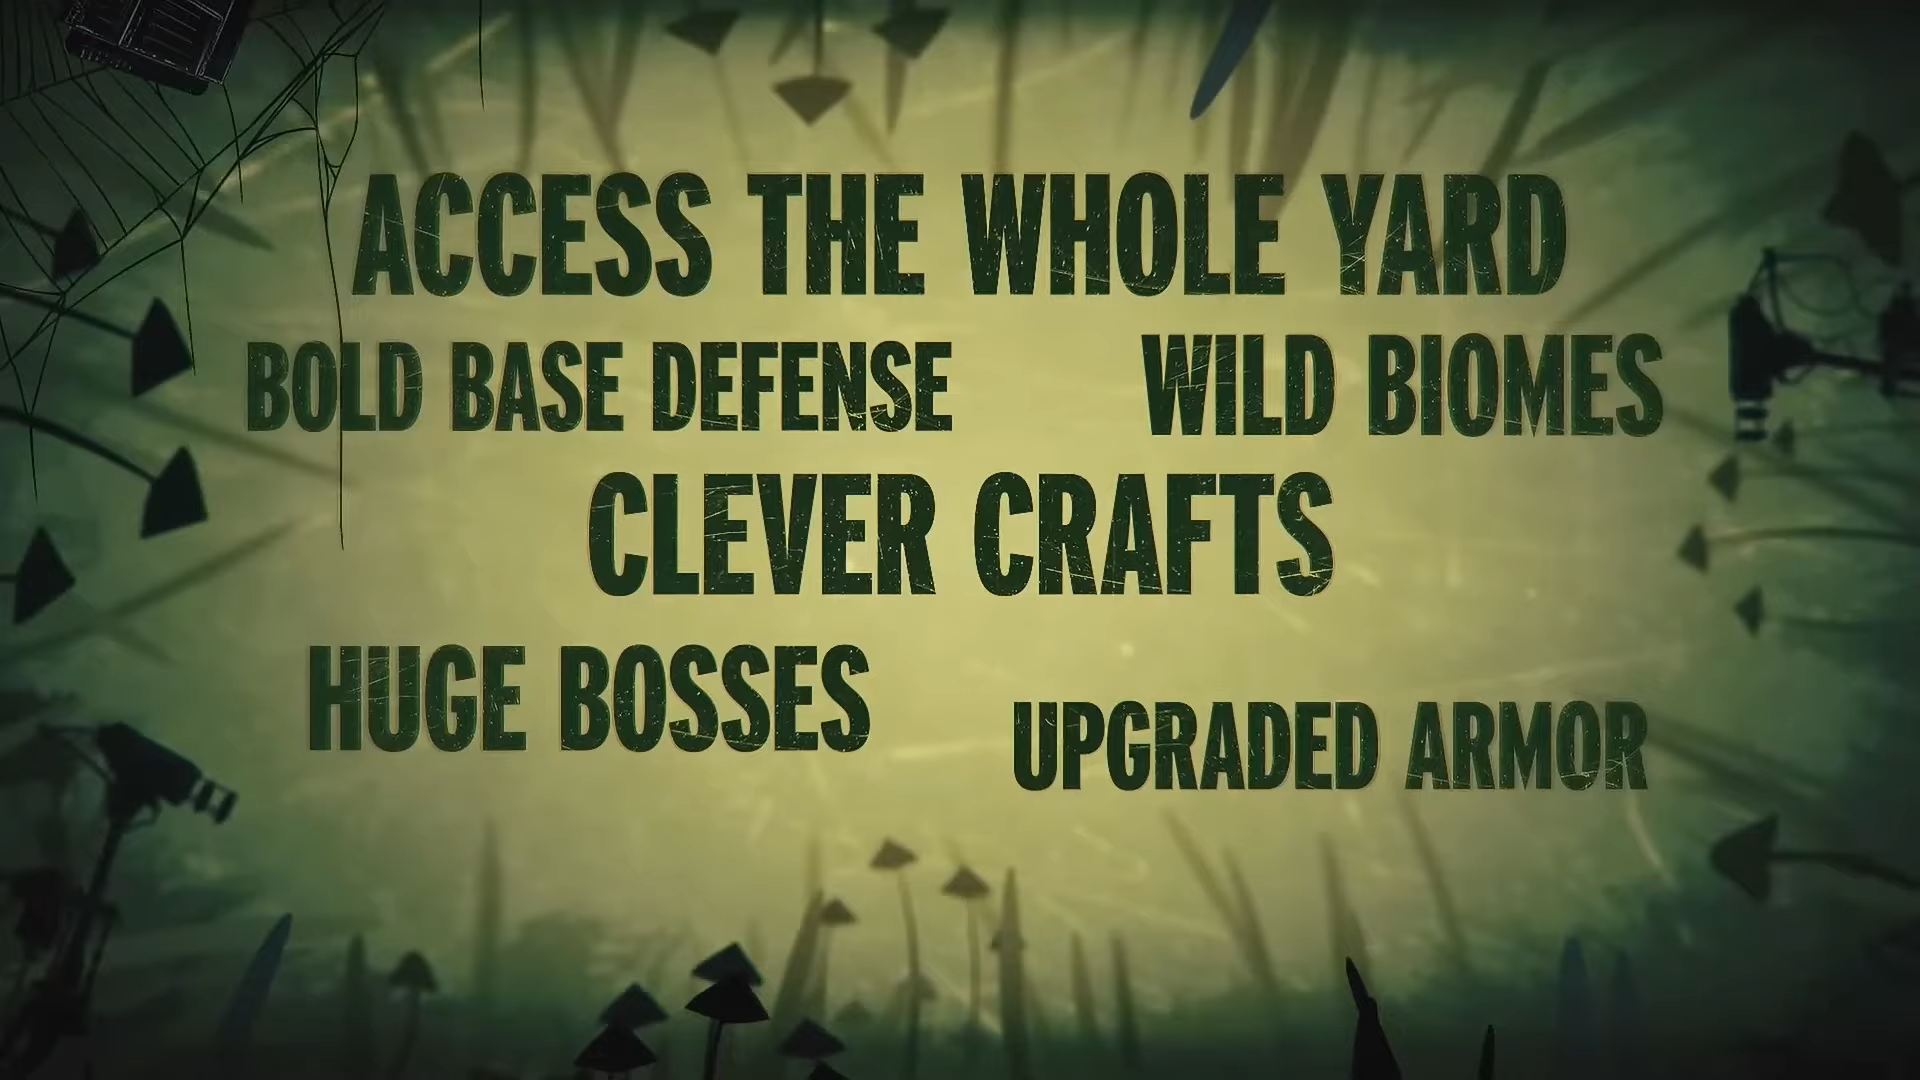 ACCESS THE WHOLE YARD
BOLD BASE DEFENSE
WILD BIOMES
CLEVER CRAFTS
HUGE BOSSES
UPGRADED ARMOR